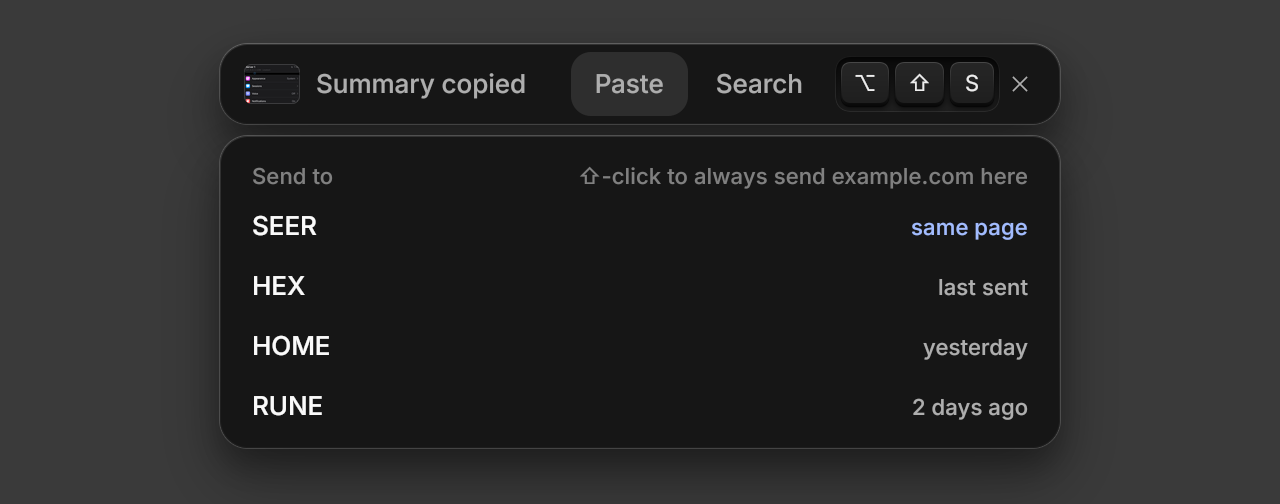 Summary copied Paste Search ⌥ ⇧ S
Send to ⇧-click to always send example.com here
SEER same page
HEX last sent
HOME yesterday
RUNE 2 days ago